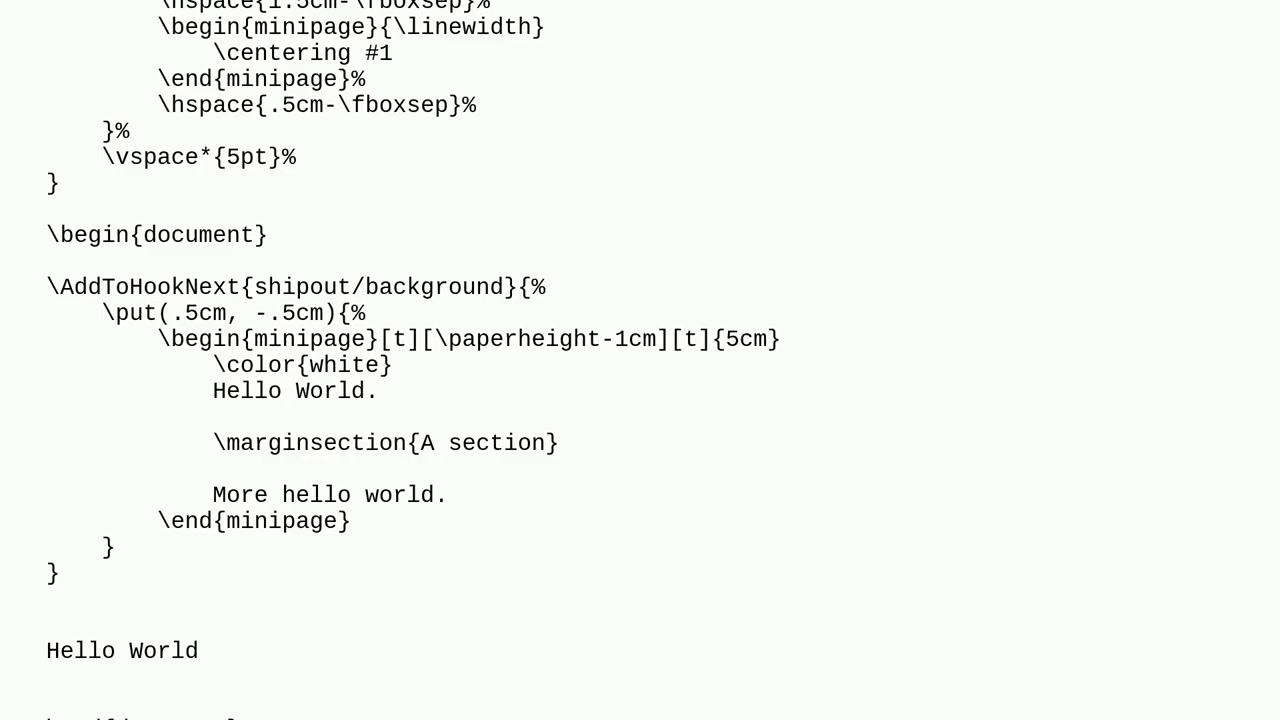 \begin{minipage}{\linewidth}
\centering #1
\end{minipage}%
\hspace{.5cm-\fboxsep}%
}%
\vspace*{5pt}%
}
\begin{document}
\AddToHookNext{shipout/background}{%
\put(.5cm, -.5cm){%
\begin{minipage}[t][\paperheight-1cm][t]{5cm}
\color{white}
Hello World.
\marginsection{A section}
More hello world.
\end{minipage}
}
}
Hello World